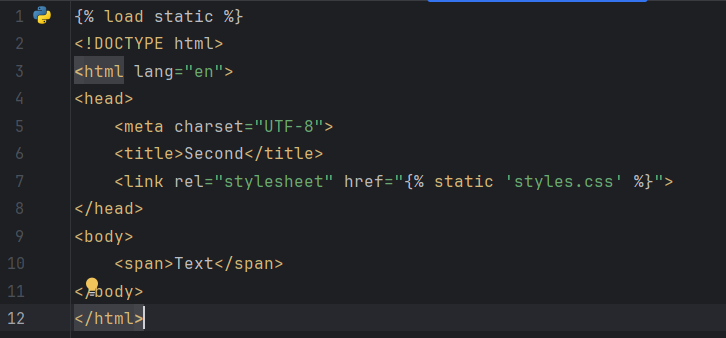 1 {% load static %}
2 <!DOCTYPE html>
3 <html lang="en">
4 <head>
5     <meta charset="UTF-8">
6     <title>Second</title>
7     <link rel="stylesheet" href="{% static 'styles.css' %}">
8 </head>
9 <body>
10     <span>Text</span>
11 </body>
12 </html>